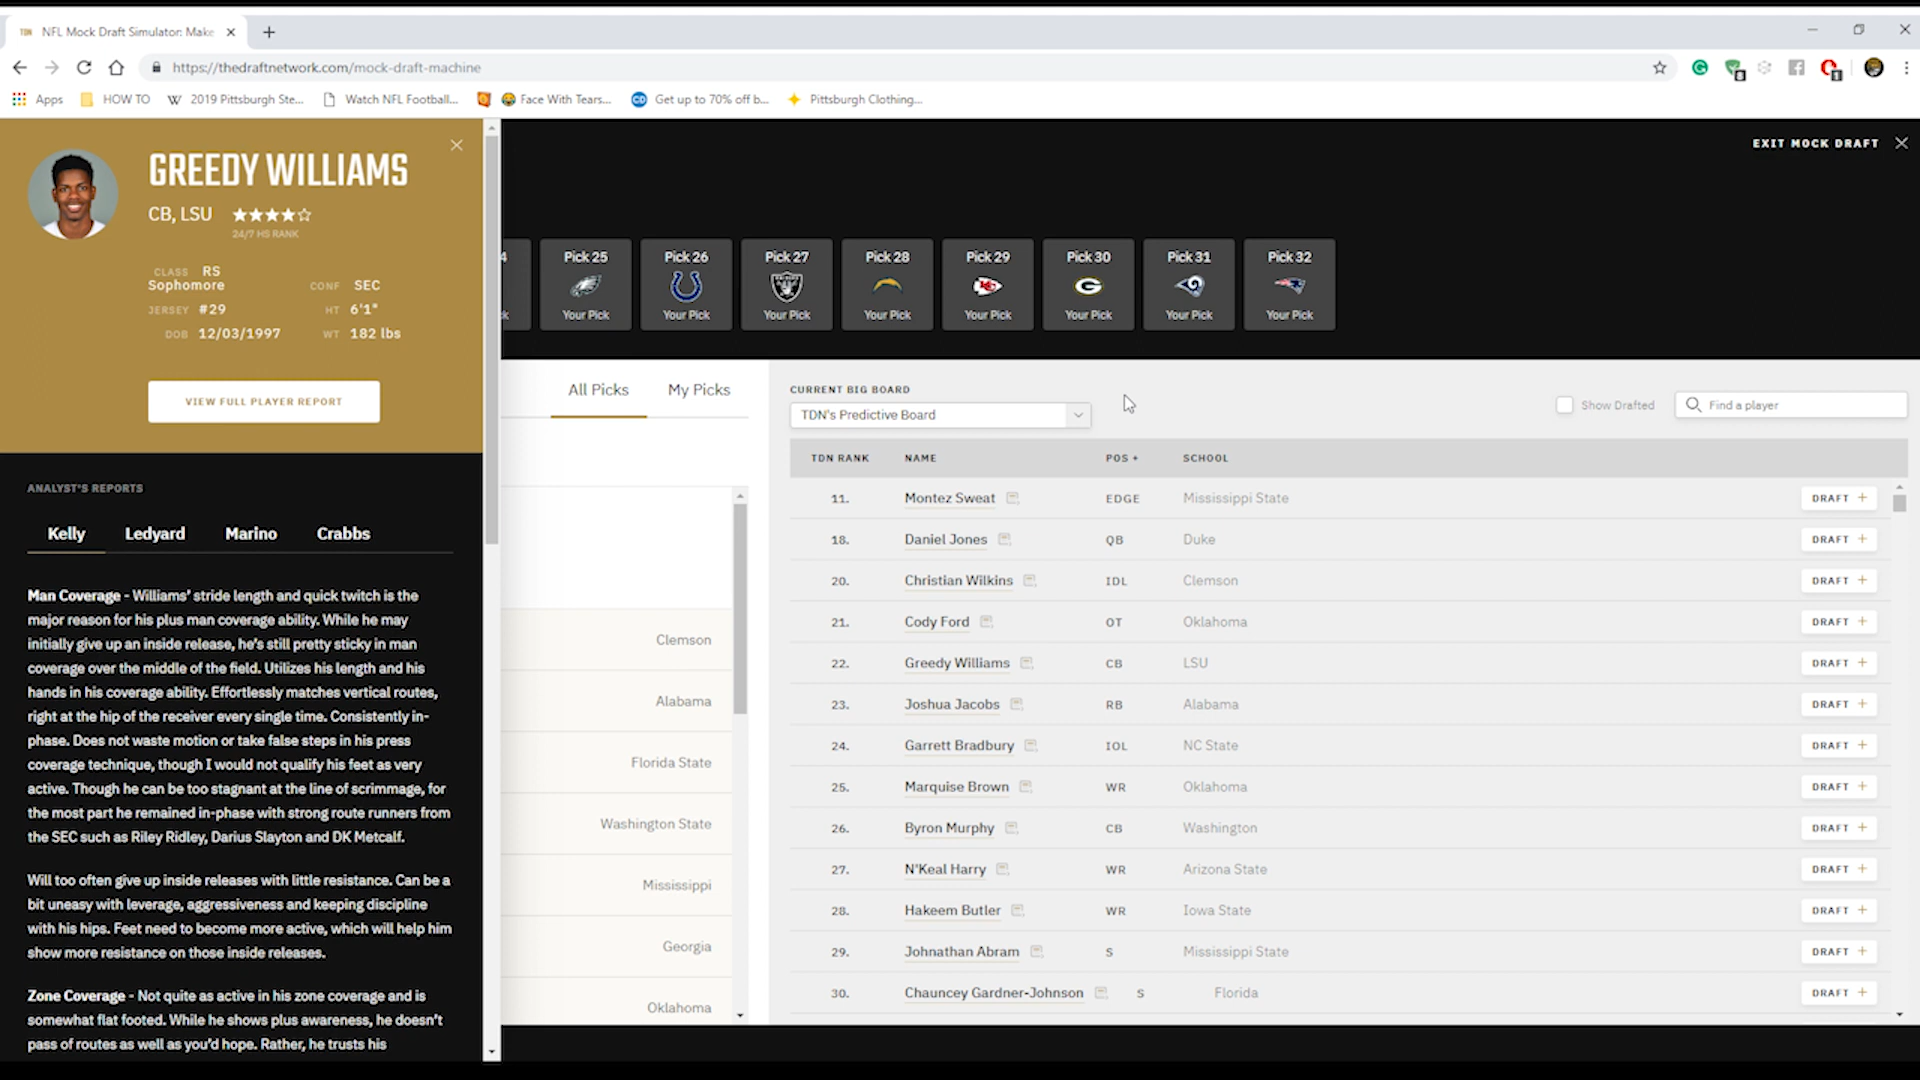 TDN NFL Mock Draft Simulator: Make
https://thedraftnetwork.com/mock-draft-machine
Apps
HOW TO
W 2019 Pittsburgh Ste...
Watch NFL Football...
Face With Tears...
CD Get up to 70% off b...
Pittsburgh Clothing...
GREEDY WILLIAMS
CB, LSU
24/7 HS RANK
CLASS RS Sophomore
CONF SEC
JERSEY #29
HT 6'1"
DOB 12/03/1997
WT 182 lbs
VIEW FULL PLAYER REPORT
ANALYST'S REPORTS
Kelly Ledyard Marino Crabbs
Man Coverage - Williams' stride length and quick twitch is the
major reason for his plus man coverage ability. While he may
initially give up an inside release, he's still pretty sticky in man
coverage over the middle of the field. Utilizes his length and his
hands in his coverage ability. Effortlessly matches vertical routes,
right at the hip of the receiver every single time. Consistently in-
phase. Does not waste motion or take false steps in his press
coverage technique, though I would not qualify his feet as very
active. Though he can be too stagnant at the line of scrimmage, for
the most part he remained in-phase with strong route runners from
the SEC such as Riley Ridley, Darius Slayton and DK Metcalf.
Will too often give up inside releases with little resistance. Can be a
bit uneasy with leverage, aggressiveness and keeping discipline
with his hips. Feet need to become more active, which will help him
show more resistance on those inside releases.
Zone Coverage - Not quite as active in his zone coverage and is
somewhat flat footed. While he shows plus awareness, he doesn't
pass of routes as well as you'd hope. Rather, he trusts his
EXIT MOCK DRAFT
4
k
Pick 25
Your Pick
Pick 26
Your Pick
Pick 27
Your Pick
Pick 28
Your Pick
Pick 29
Your Pick
Pick 30
Your Pick
Pick 31
Your Pick
Pick 32
Your Pick
All Picks My Picks
Clemson
Alabama
Florida State
Washington State
Mississippi
Georgia
Oklahoma
CURRENT BIG BOARD
TDN's Predictive Board
Show Drafted
Find a player
TDN RANK NAME POS + SCHOOL
11. Montez Sweat EDGE Mississippi State DRAFT +
18. Daniel Jones QB Duke DRAFT +
20. Christian Wilkins IDL Clemson DRAFT +
21. Cody Ford OT Oklahoma DRAFT +
22. Greedy Williams CB LSU DRAFT +
23. Joshua Jacobs RB Alabama DRAFT +
24. Garrett Bradbury IOL NC State DRAFT +
25. Marquise Brown WR Oklahoma DRAFT +
26. Byron Murphy CB Washington DRAFT +
27. N'Keal Harry WR Arizona State DRAFT +
28. Hakeem Butler WR Iowa State DRAFT +
29. Johnathan Abram S Mississippi State DRAFT +
30. Chauncey Gardner-Johnson S Florida DRAFT +